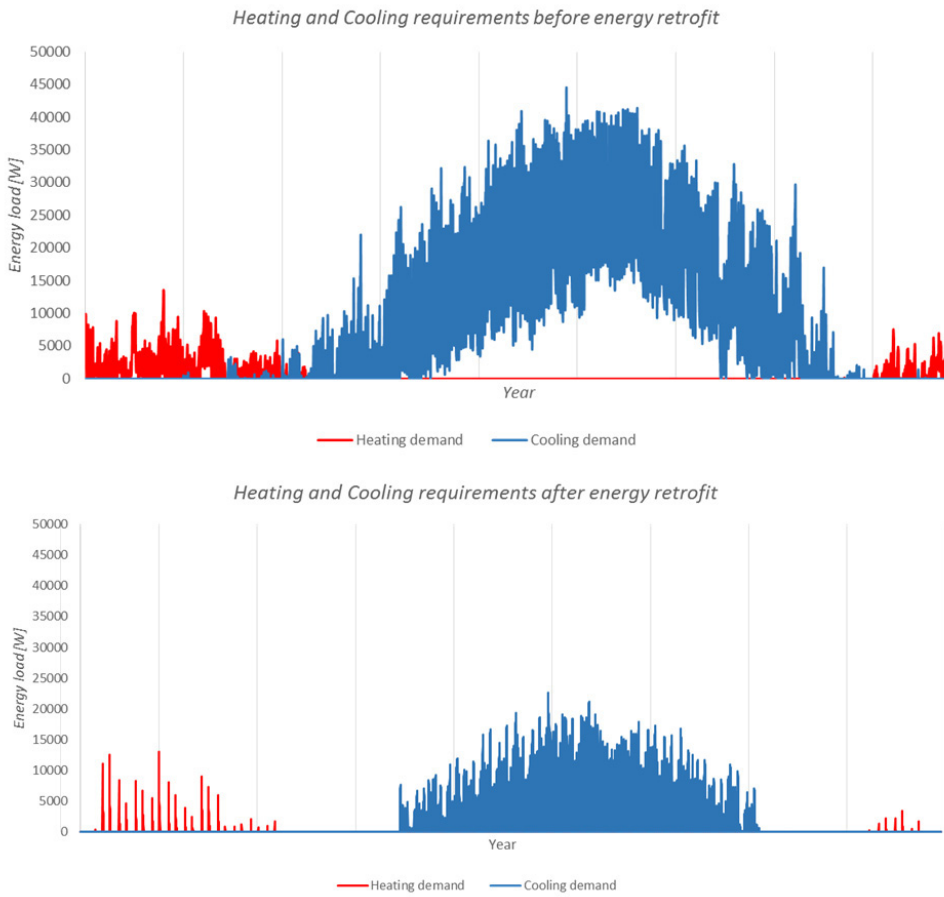 Heating and Cooling requirements before energy retrofit
50000
45000
40000
35000
30000
25000
20000
15000
10000
5000
0
Energy load [W]
Year
Heating demand Cooling demand
Heating and Cooling requirements after energy retrofit
50000
45000
40000
35000
30000
25000
20000
15000
10000
5000
0
Energy load [W]
Year
Heating demand Cooling demand